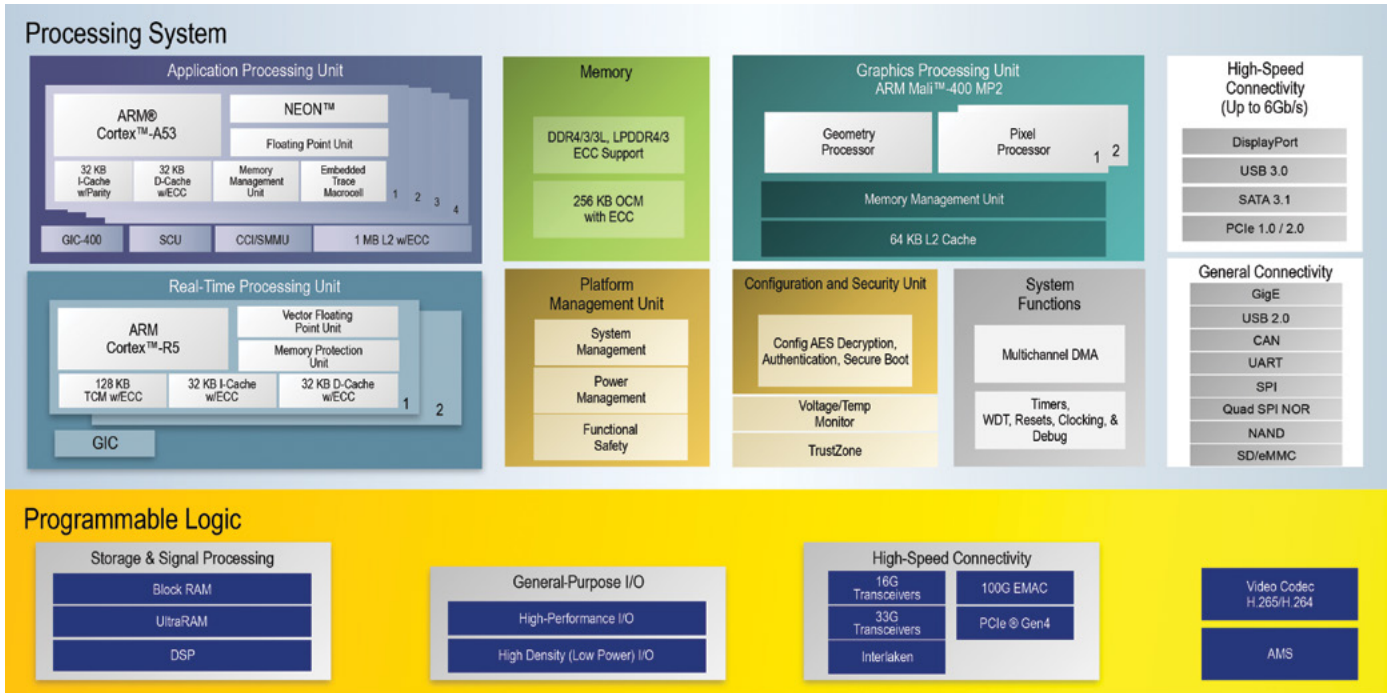 Processing System
Application Processing Unit
ARM®
Cortex™-A53
NEON™
Floating Point Unit
32 KB
I-Cache
w/Parity
32 KB
D-Cache
w/ECC
Memory
Management
Unit
Embedded
Trace
Macrocell
1
2
3
4
GIC-400
SCU
CCI/SMMU
1 MB L2 w/ECC
Memory
DDR4/3/3L, LPDDR4/3
ECC Support
256 KB OCM
with ECC
Graphics Processing Unit
ARM Mali™-400 MP2
Geometry
Processor
Pixel
Processor
1
2
Memory Management Unit
64 KB L2 Cache
High-Speed
Connectivity
(Up to 6Gb/s)
DisplayPort
USB 3.0
SATA 3.1
PCIe 1.0 / 2.0
Real-Time Processing Unit
ARM
Cortex™-R5
Vector Floating
Point Unit
Memory Protection
Unit
128 KB
TCM w/ECC
32 KB I-Cache
w/ECC
32 KB D-Cache
w/ECC
1
2
GIC
Platform
Management Unit
System
Management
Power
Management
Functional
Safety
Configuration and Security Unit
Config AES Decryption,
Authentication, Secure Boot
Voltage/Temp
Monitor
TrustZone
System
Functions
Multichannel DMA
Timers,
WDT, Resets, Clocking, &
Debug
General Connectivity
GigE
USB 2.0
CAN
UART
SPI
Quad SPI NOR
NAND
SD/eMMC
Programmable Logic
Storage & Signal Processing
Block RAM
UltraRAM
DSP
General-Purpose I/O
High-Performance I/O
High Density (Low Power) I/O
High-Speed Connectivity
16G
Transceivers
33G
Transceivers
Interlaken
100G EMAC
PCIe ® Gen4
Video Codec
H.265/H.264
AMS